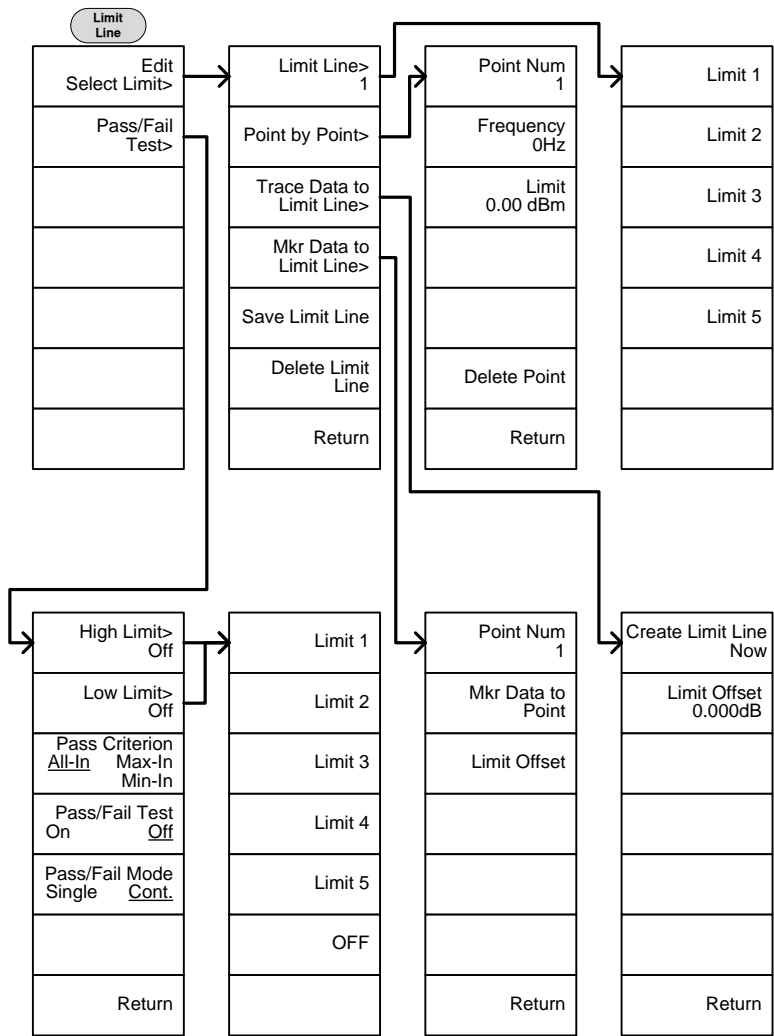 Limit
Line
Edit
Select Limit>
Pass/Fail
Test>
Limit Line>
1
Point by Point>
Trace Data to
Limit Line>
Mkr Data to
Limit Line>
Save Limit Line
Delete Limit
Line
Return
Point Num
1
Frequency
0Hz
Limit
0.00 dBm
Delete Point
Return
Limit 1
Limit 2
Limit 3
Limit 4
Limit 5
High Limit>
Off
Low Limit>
Off
Pass Criterion
All-In Max-In
Min-In
Pass/Fail Test
On Off
Pass/Fail Mode
Single Cont.
Return
Limit 1
Limit 2
Limit 3
Limit 4
Limit 5
OFF
Point Num
1
Mkr Data to
Point
Limit Offset
Return
Create Limit Line
Now
Limit Offset
0.000dB
Return